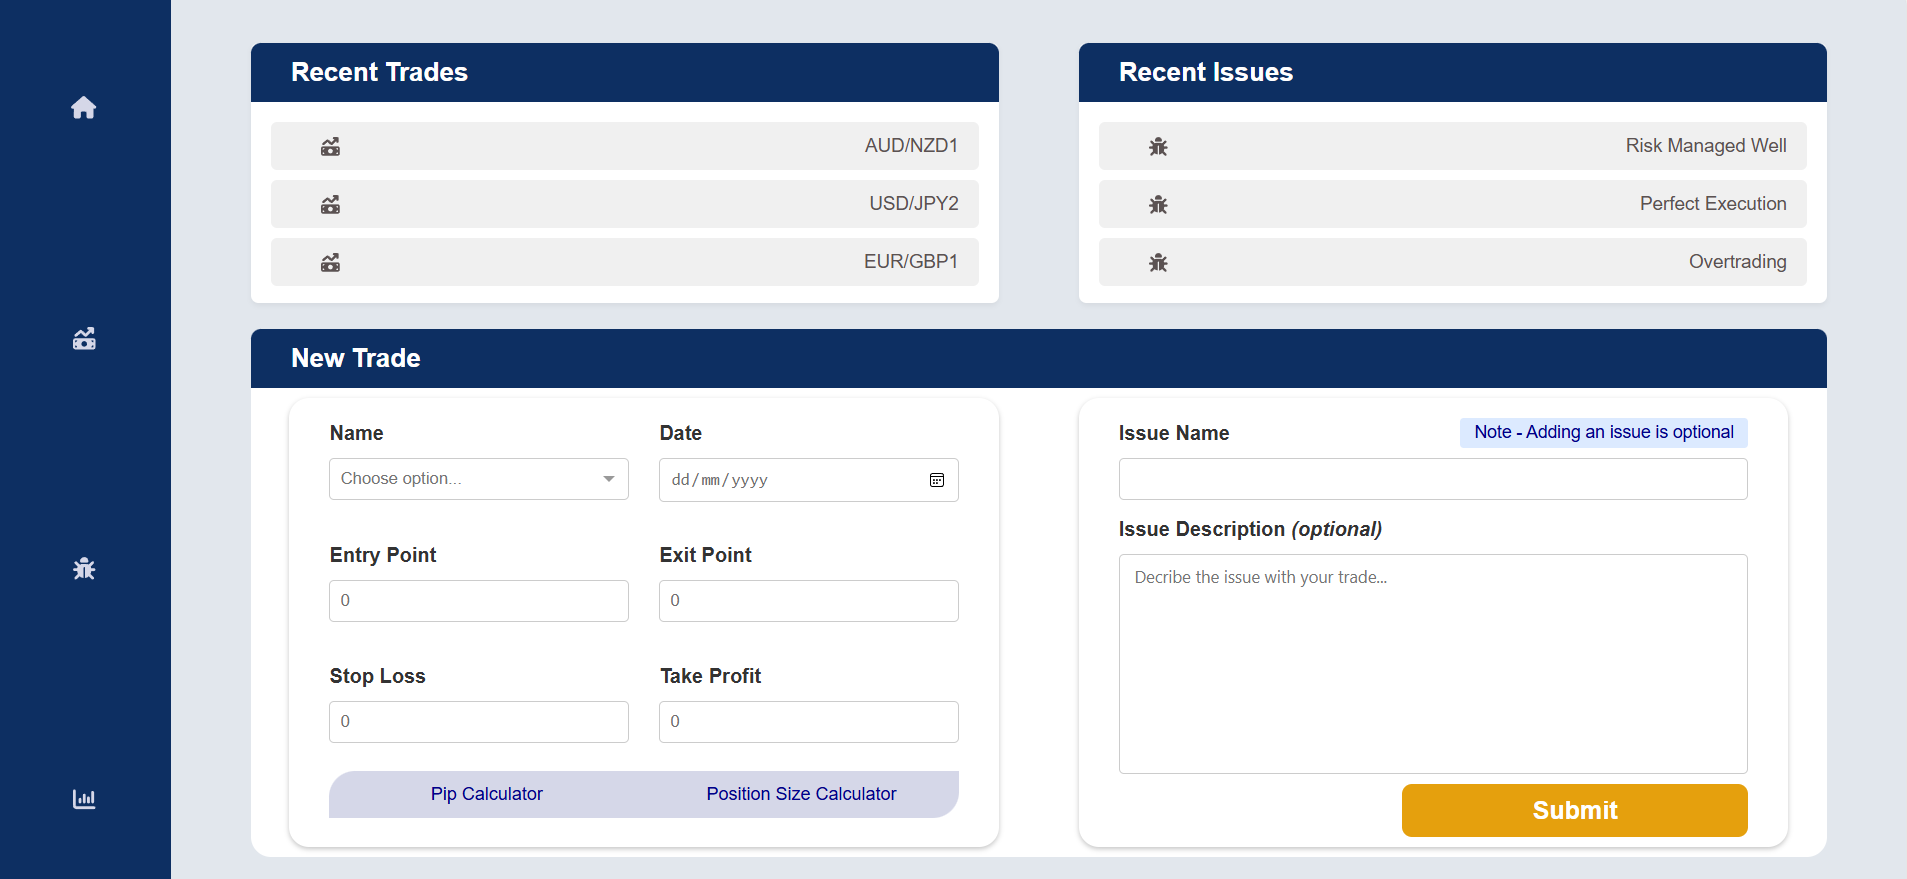 Recent Trades
AUD/NZD1
USD/JPY2
EUR/GBP1
Recent Issues
Risk Managed Well
Perfect Execution
Overtrading
New Trade
Name
Choose option...
Date
dd/mm/yyyy
Entry Point
0
Exit Point
0
Stop Loss
0
Take Profit
0
Pip Calculator
Position Size Calculator
Issue Name
Note - Adding an issue is optional
Issue Description (optional)
Decribe the issue with your trade...
Submit